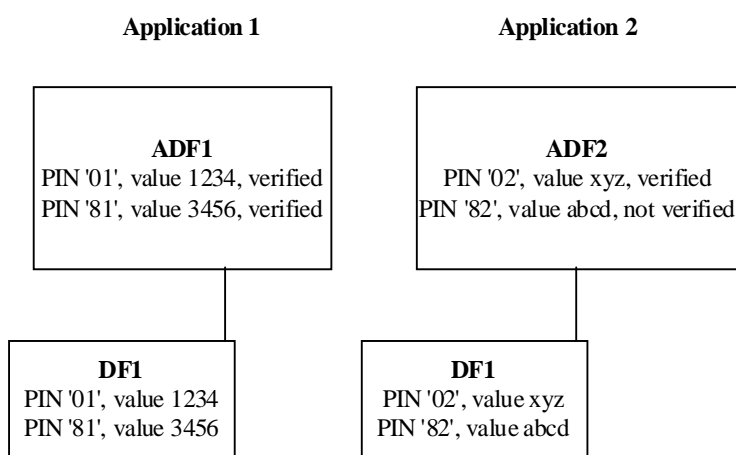 Application 1
Application 2
ADF1
PIN '01', value 1234, verified
PIN '81', value 3456, verified
ADF2
PIN '02', value xyz, verified
PIN '82', value abcd, not verified
DF1
PIN '01', value 1234
PIN '81', value 3456
DF1
PIN '02', value xyz
PIN '82', value abcd